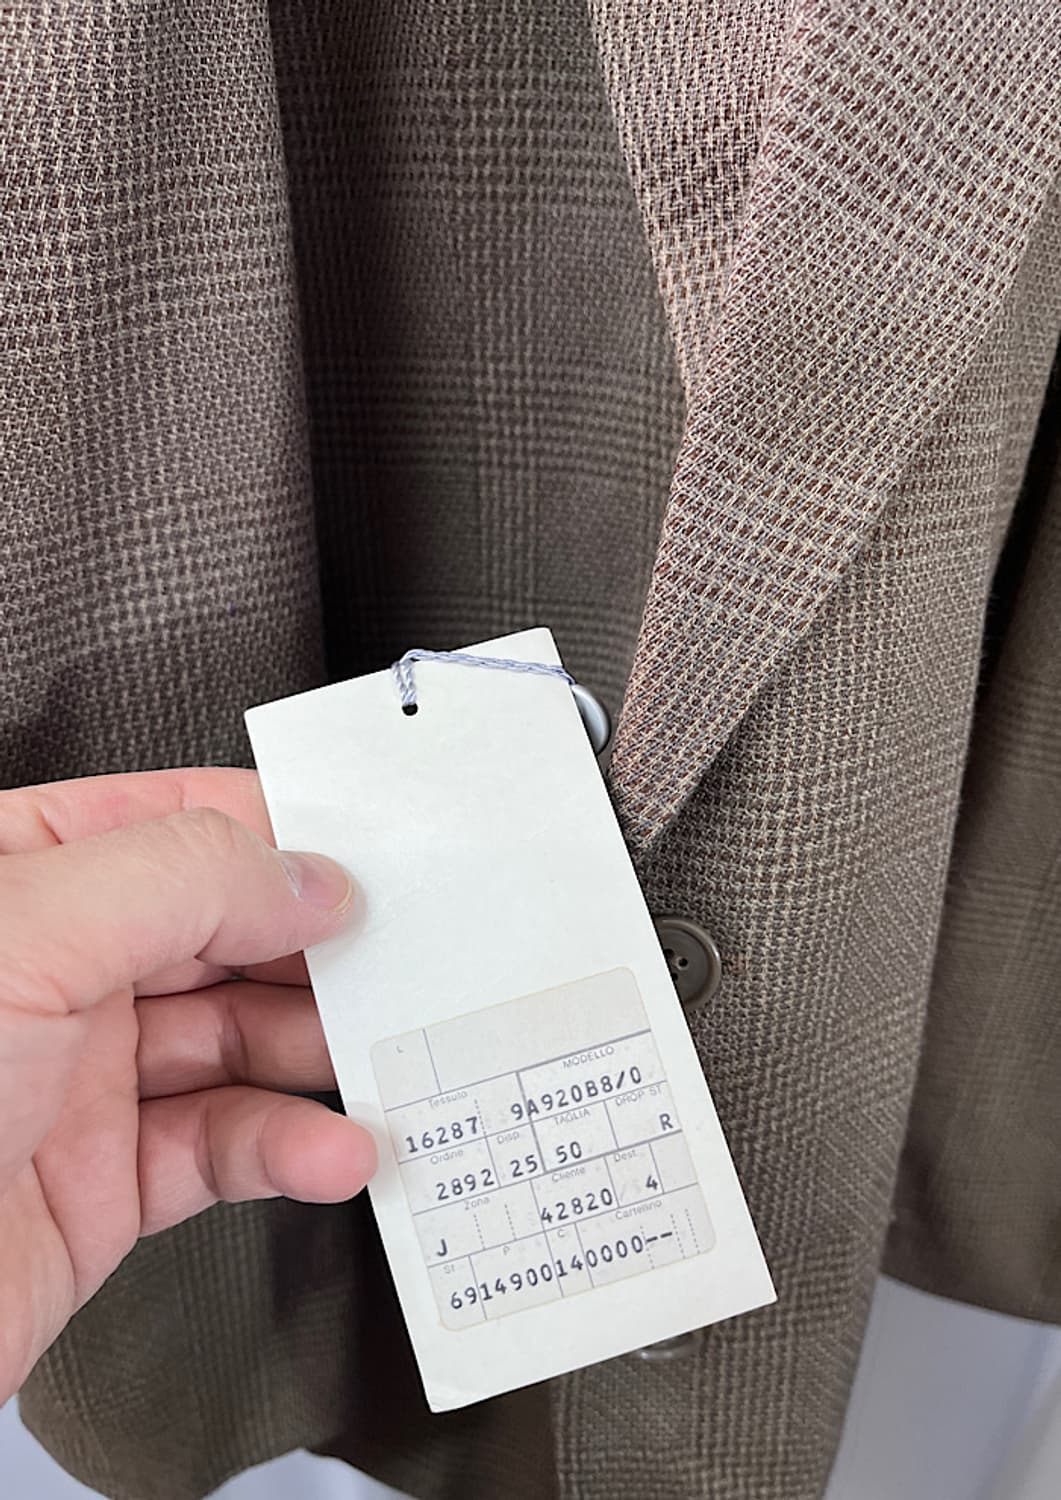 L
MODELLO
Tessuto
9A920B8/0
16287
Disp.
TAGLIA
DROP ST
Ordine
2892 25 50 R
Zona
Cliente
Dest.
J 42820 4
St.
P
C
Cartellino
6914900140000--